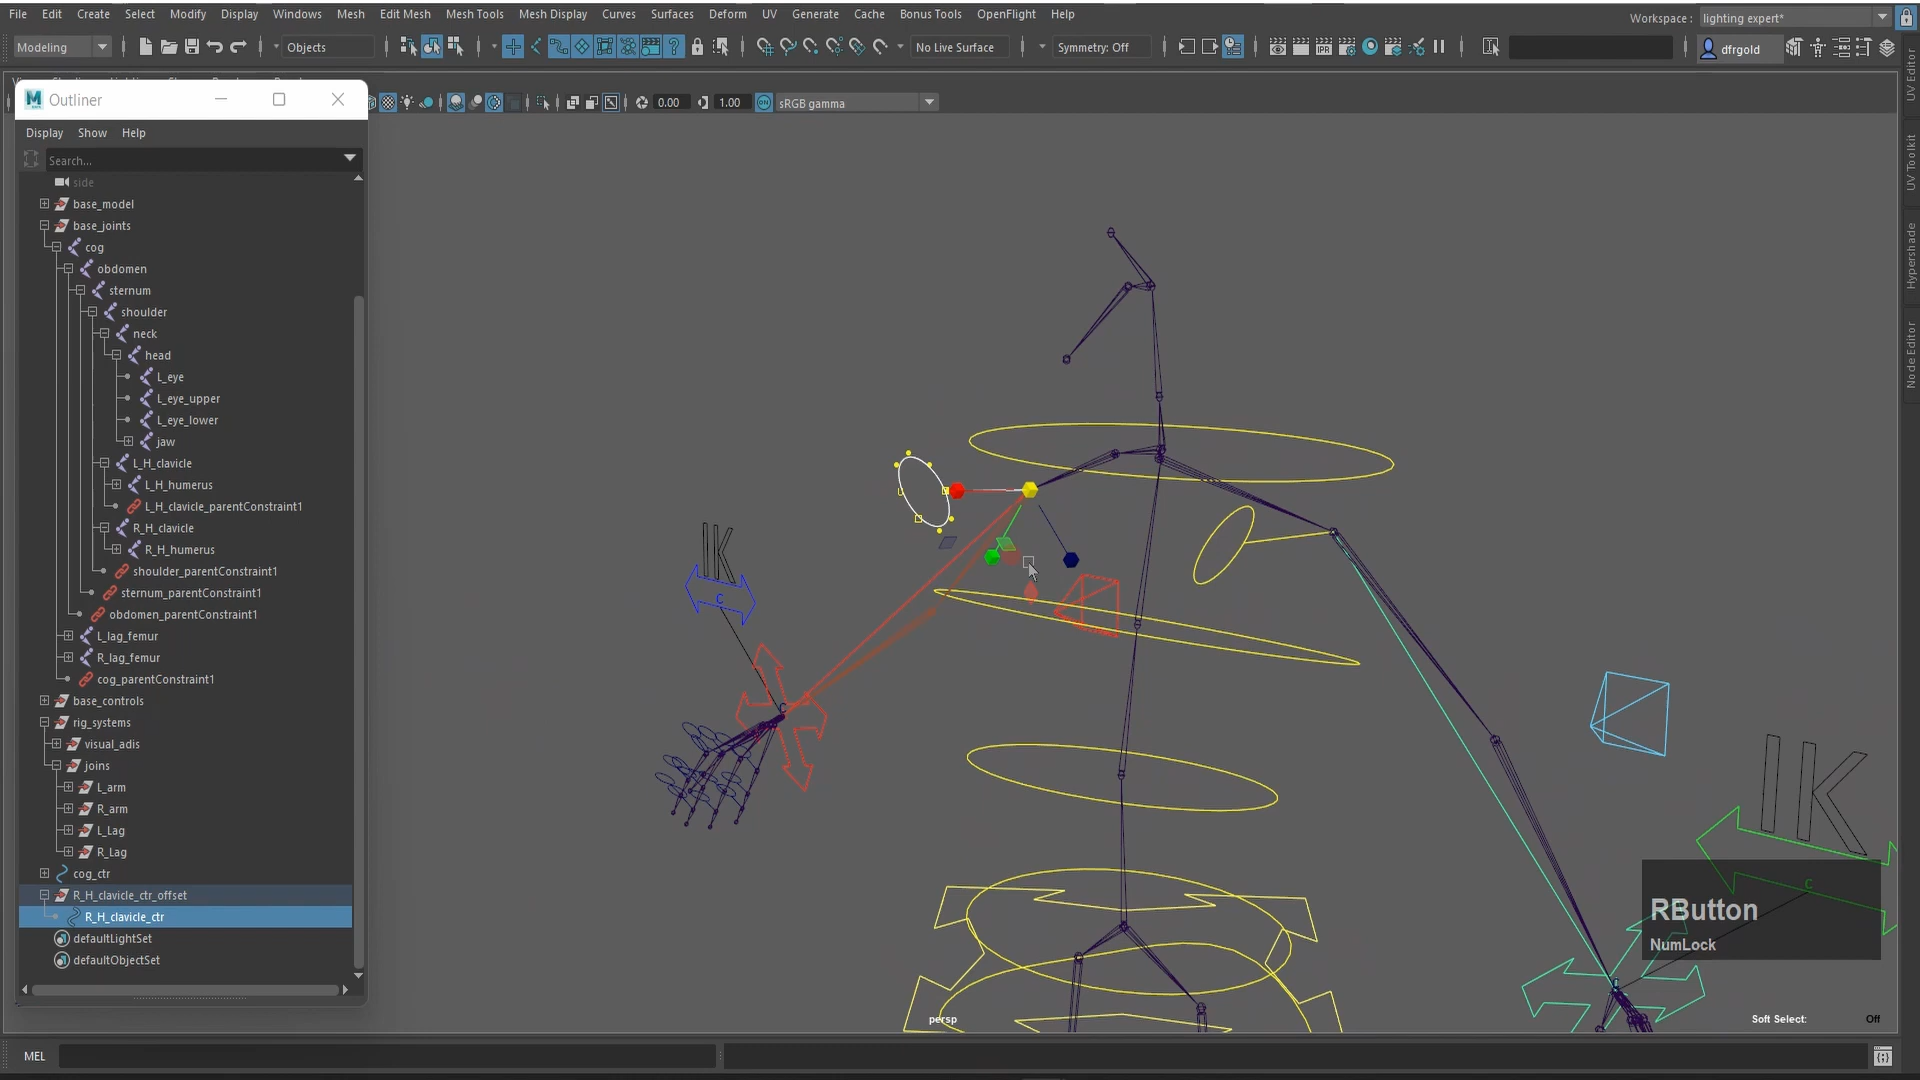 File Edit Create Select Modify Display Windows Mesh Edit Mesh Mesh Tools Mesh Display Curves Surfaces Deform UV Generate Cache Bonus Tools OpenFlight Help
Workspace : lighting expert*
Modeling
Objects
No Live Surface
Symmetry: Off
dfrgold
0.00
1.00
sRGB gamma
Outliner
Display Show Help
Search...
side
base_model
base_joints
cog
obdomen
sternum
shoulder
neck
head
L_eye
L_eye_upper
L_eye_lower
jaw
L_H_clavicle
L_H_humerus
L_H_clavicle_parentConstraint1
R_H_clavicle
R_H_humerus
shoulder_parentConstraint1
sternum_parentConstraint1
obdomen_parentConstraint1
L_lag_femur
R_lag_femur
cog_parentConstraint1
base_controls
rig_systems
visual_adis
joins
L_arm
R_arm
L_Lag
R_Lag
cog_ctr
R_H_clavicle_ctr_offset
R_H_clavicle_ctr
defaultLightSet
defaultObjectSet
IK
C
C
IK
C
RButton
NumLock
persp
Soft Select: Off
MEL
UV Editor
UV Toolkit
Hypershade
Node Editor